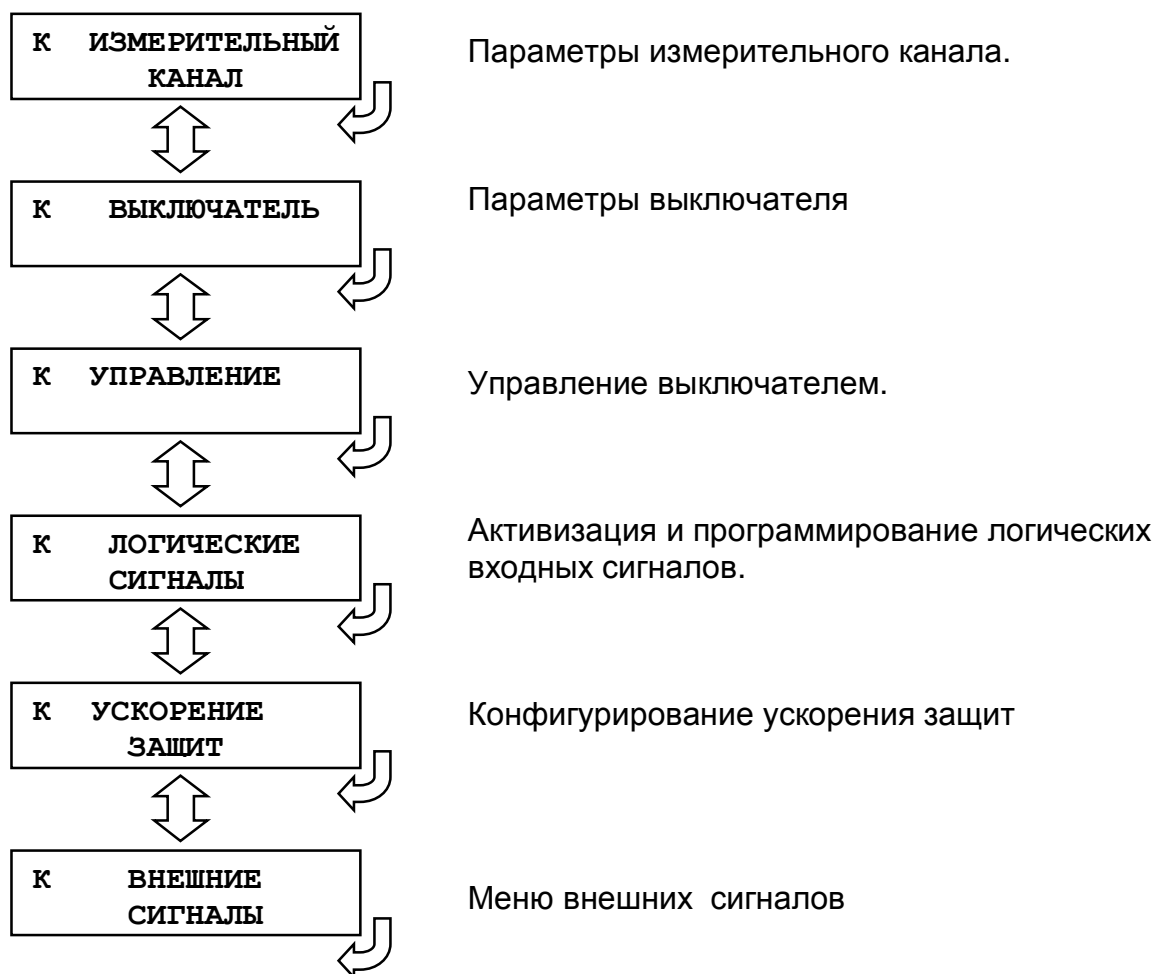 К ИЗМЕРИТЕЛЬНЫЙ
КАНАЛ
Параметры измерительного канала.
К ВЫКЛЮЧАТЕЛЬ
Параметры выключателя
К УПРАВЛЕНИЕ
Управление выключателем.
К ЛОГИЧЕСКИЕ
СИГНАЛЫ
Активизация и программирование логических
входных сигналов.
К УСКОРЕНИЕ
ЗАЩИТ
Конфигурирование ускорения защит
К ВНЕШНИЕ
СИГНАЛЫ
Меню внешних сигналов